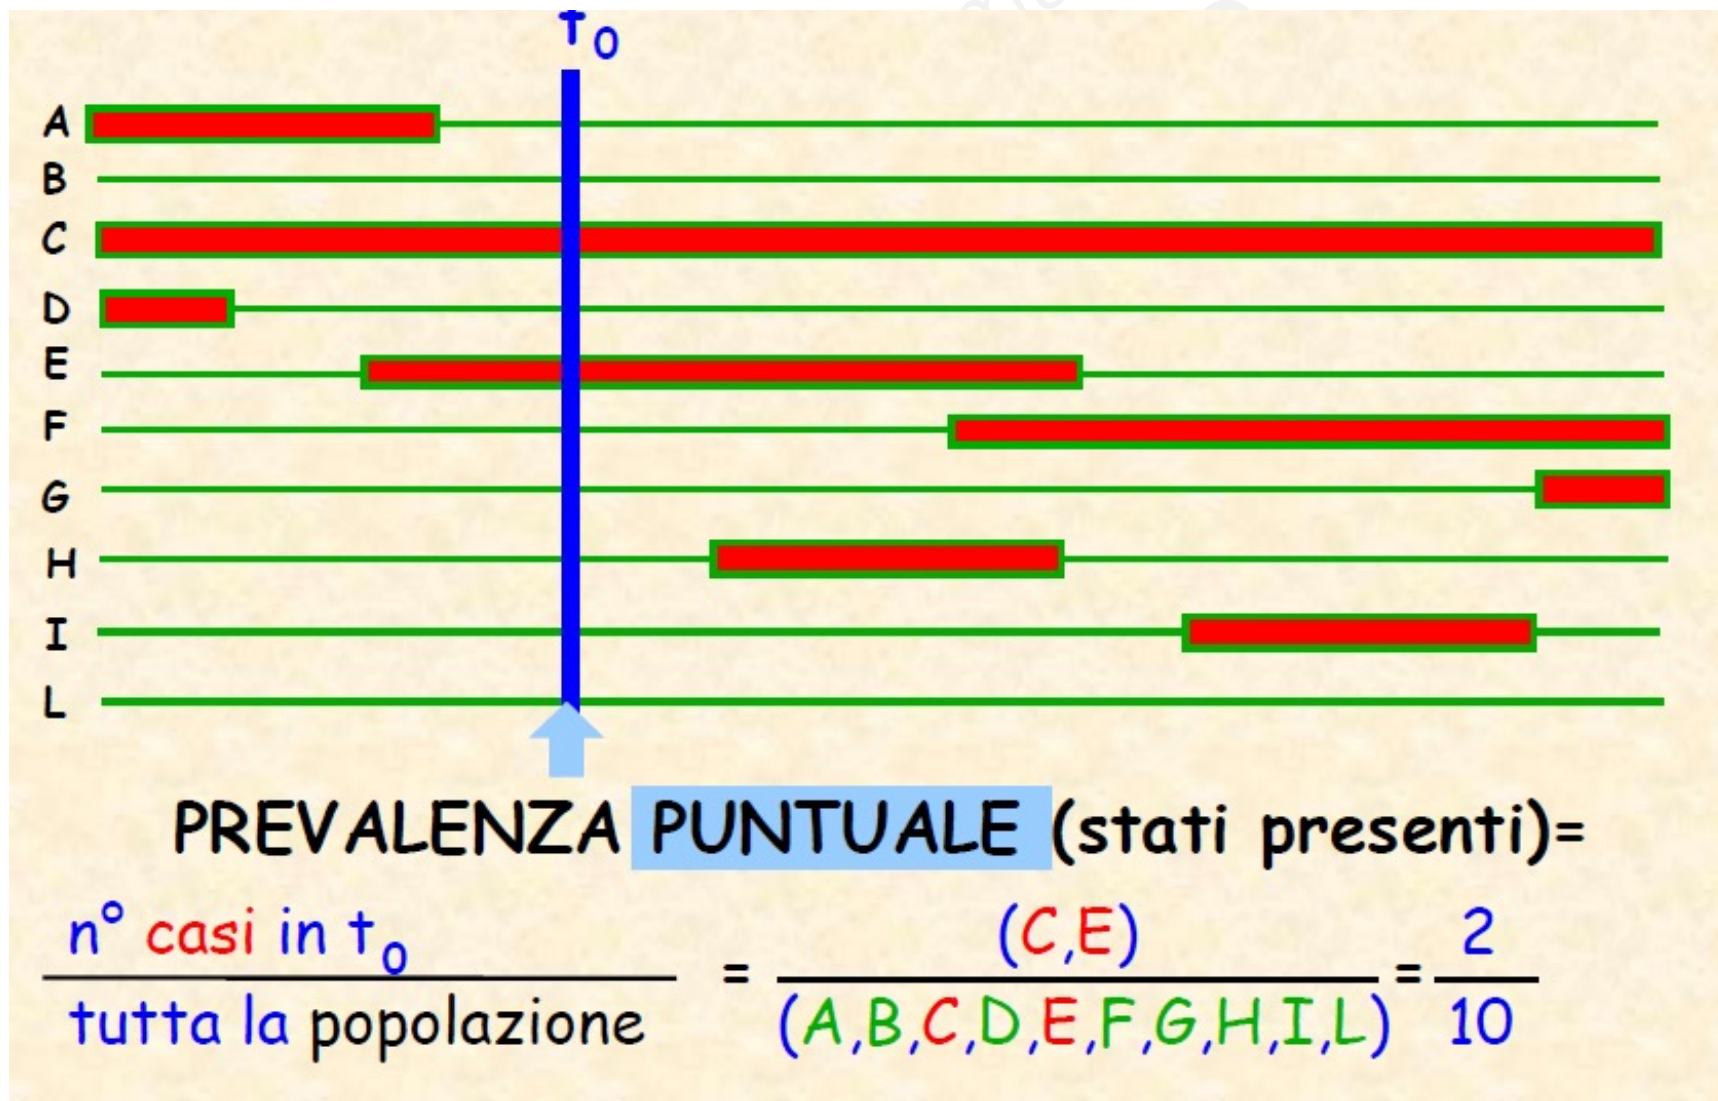 t0
A
B
C
D
E
F
G
H
I
L
PREVALENZA PUNTUALE (stati presenti)=
n° casi in t0 = (C,E) = 2
tutta la popolazione (A,B,C,D,E,F,G,H,I,L) 10